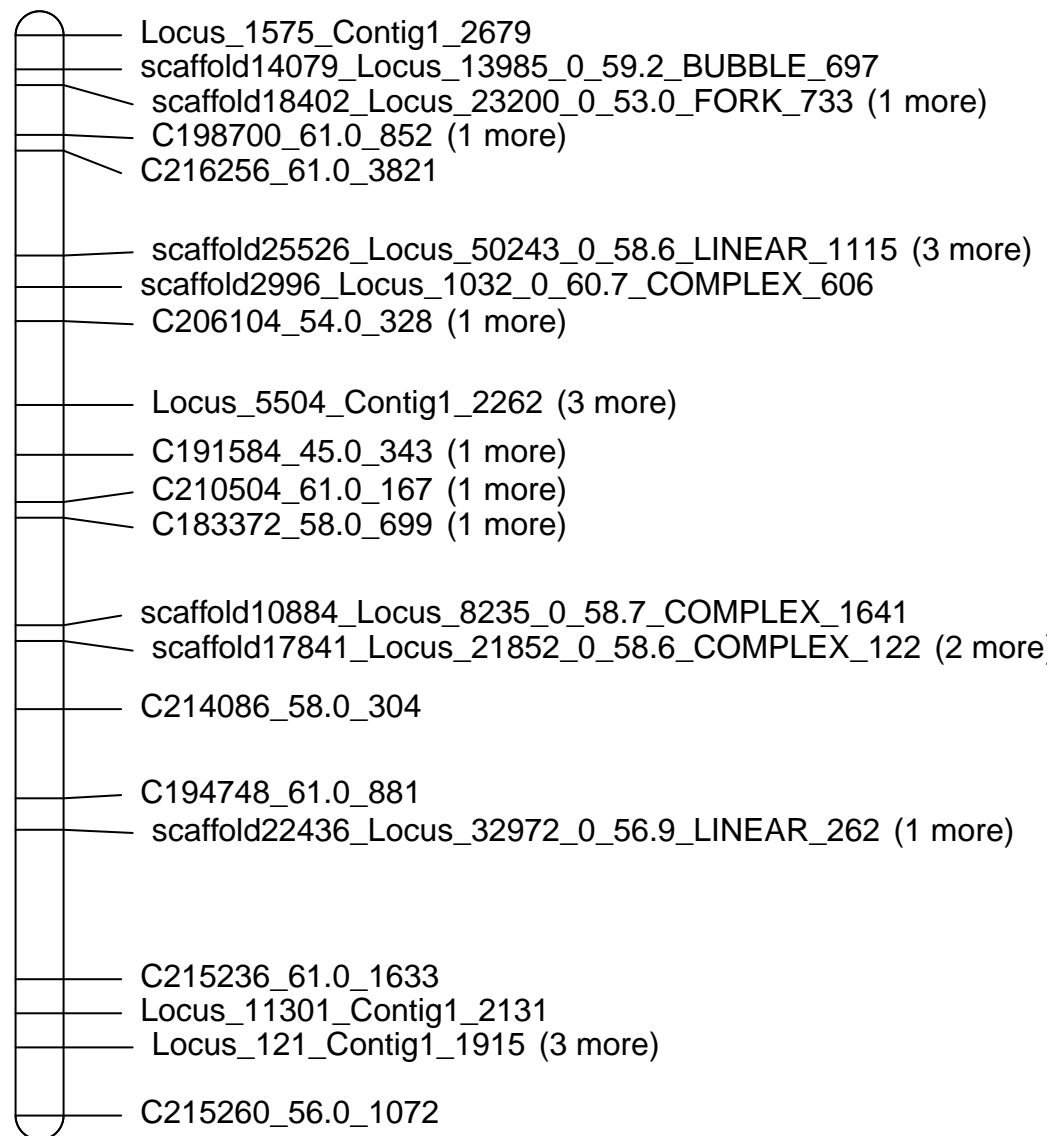 Locus_1575_Contig1_2679
scaffold14079_Locus_13985_0_59.2_BUBBLE_697
scaffold18402_Locus_23200_0_53.0_FORK_733 (1 more)
C198700_61.0_852 (1 more)
C216256_61.0_3821
scaffold25526_Locus_50243_0_58.6_LINEAR_1115 (3 more)
scaffold2996_Locus_1032_0_60.7_COMPLEX_606
C206104_54.0_328 (1 more)
Locus_5504_Contig1_2262 (3 more)
C191584_45.0_343 (1 more)
C210504_61.0_167 (1 more)
C183372_58.0_699 (1 more)
scaffold10884_Locus_8235_0_58.7_COMPLEX_1641
scaffold17841_Locus_21852_0_58.6_COMPLEX_122 (2 more)
C214086_58.0_304
C194748_61.0_881
scaffold22436_Locus_32972_0_56.9_LINEAR_262 (1 more)
C215236_61.0_1633
Locus_11301_Contig1_2131
Locus_121_Contig1_1915 (3 more)
C215260_56.0_1072